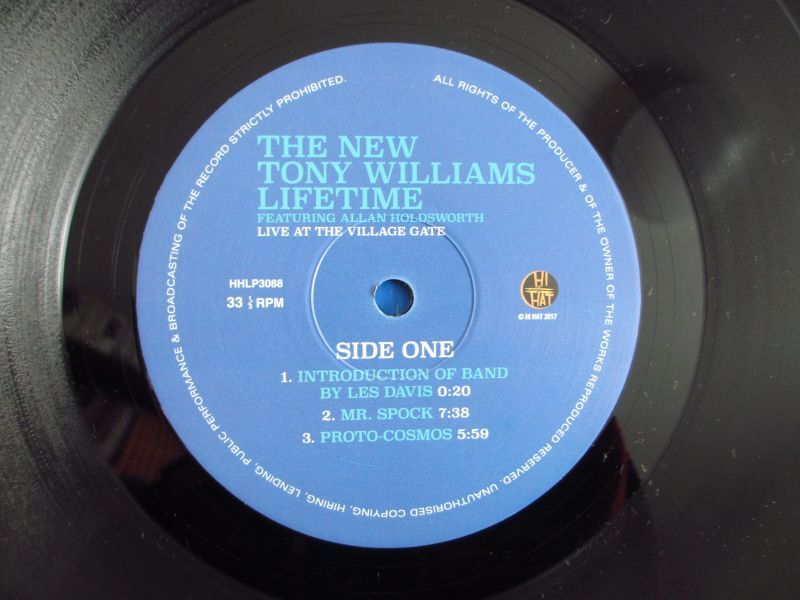 THE NEW
TONY WILLIAMS
LIFETIME
FEATURING ALLAN HOLDSWORTH
LIVE AT THE VILLAGE GATE
HHLP3088
33 ⅓ RPM
HI
HAT
© HI HAT 2017
SIDE ONE
1. INTRODUCTION OF BAND
BY LES DAVIS 0:20
2. MR. SPOCK 7:38
3. PROTO-COSMOS 5:59
ALL RIGHTS OF THE PRODUCER & OF THE OWNER OF THE WORKS REPRODUCED RESERVED. UNAUTHORISED COPYING, HIRING, LENDING, PUBLIC PERFORMANCE & BROADCASTING OF THE RECORD STRICTLY PROHIBITED.